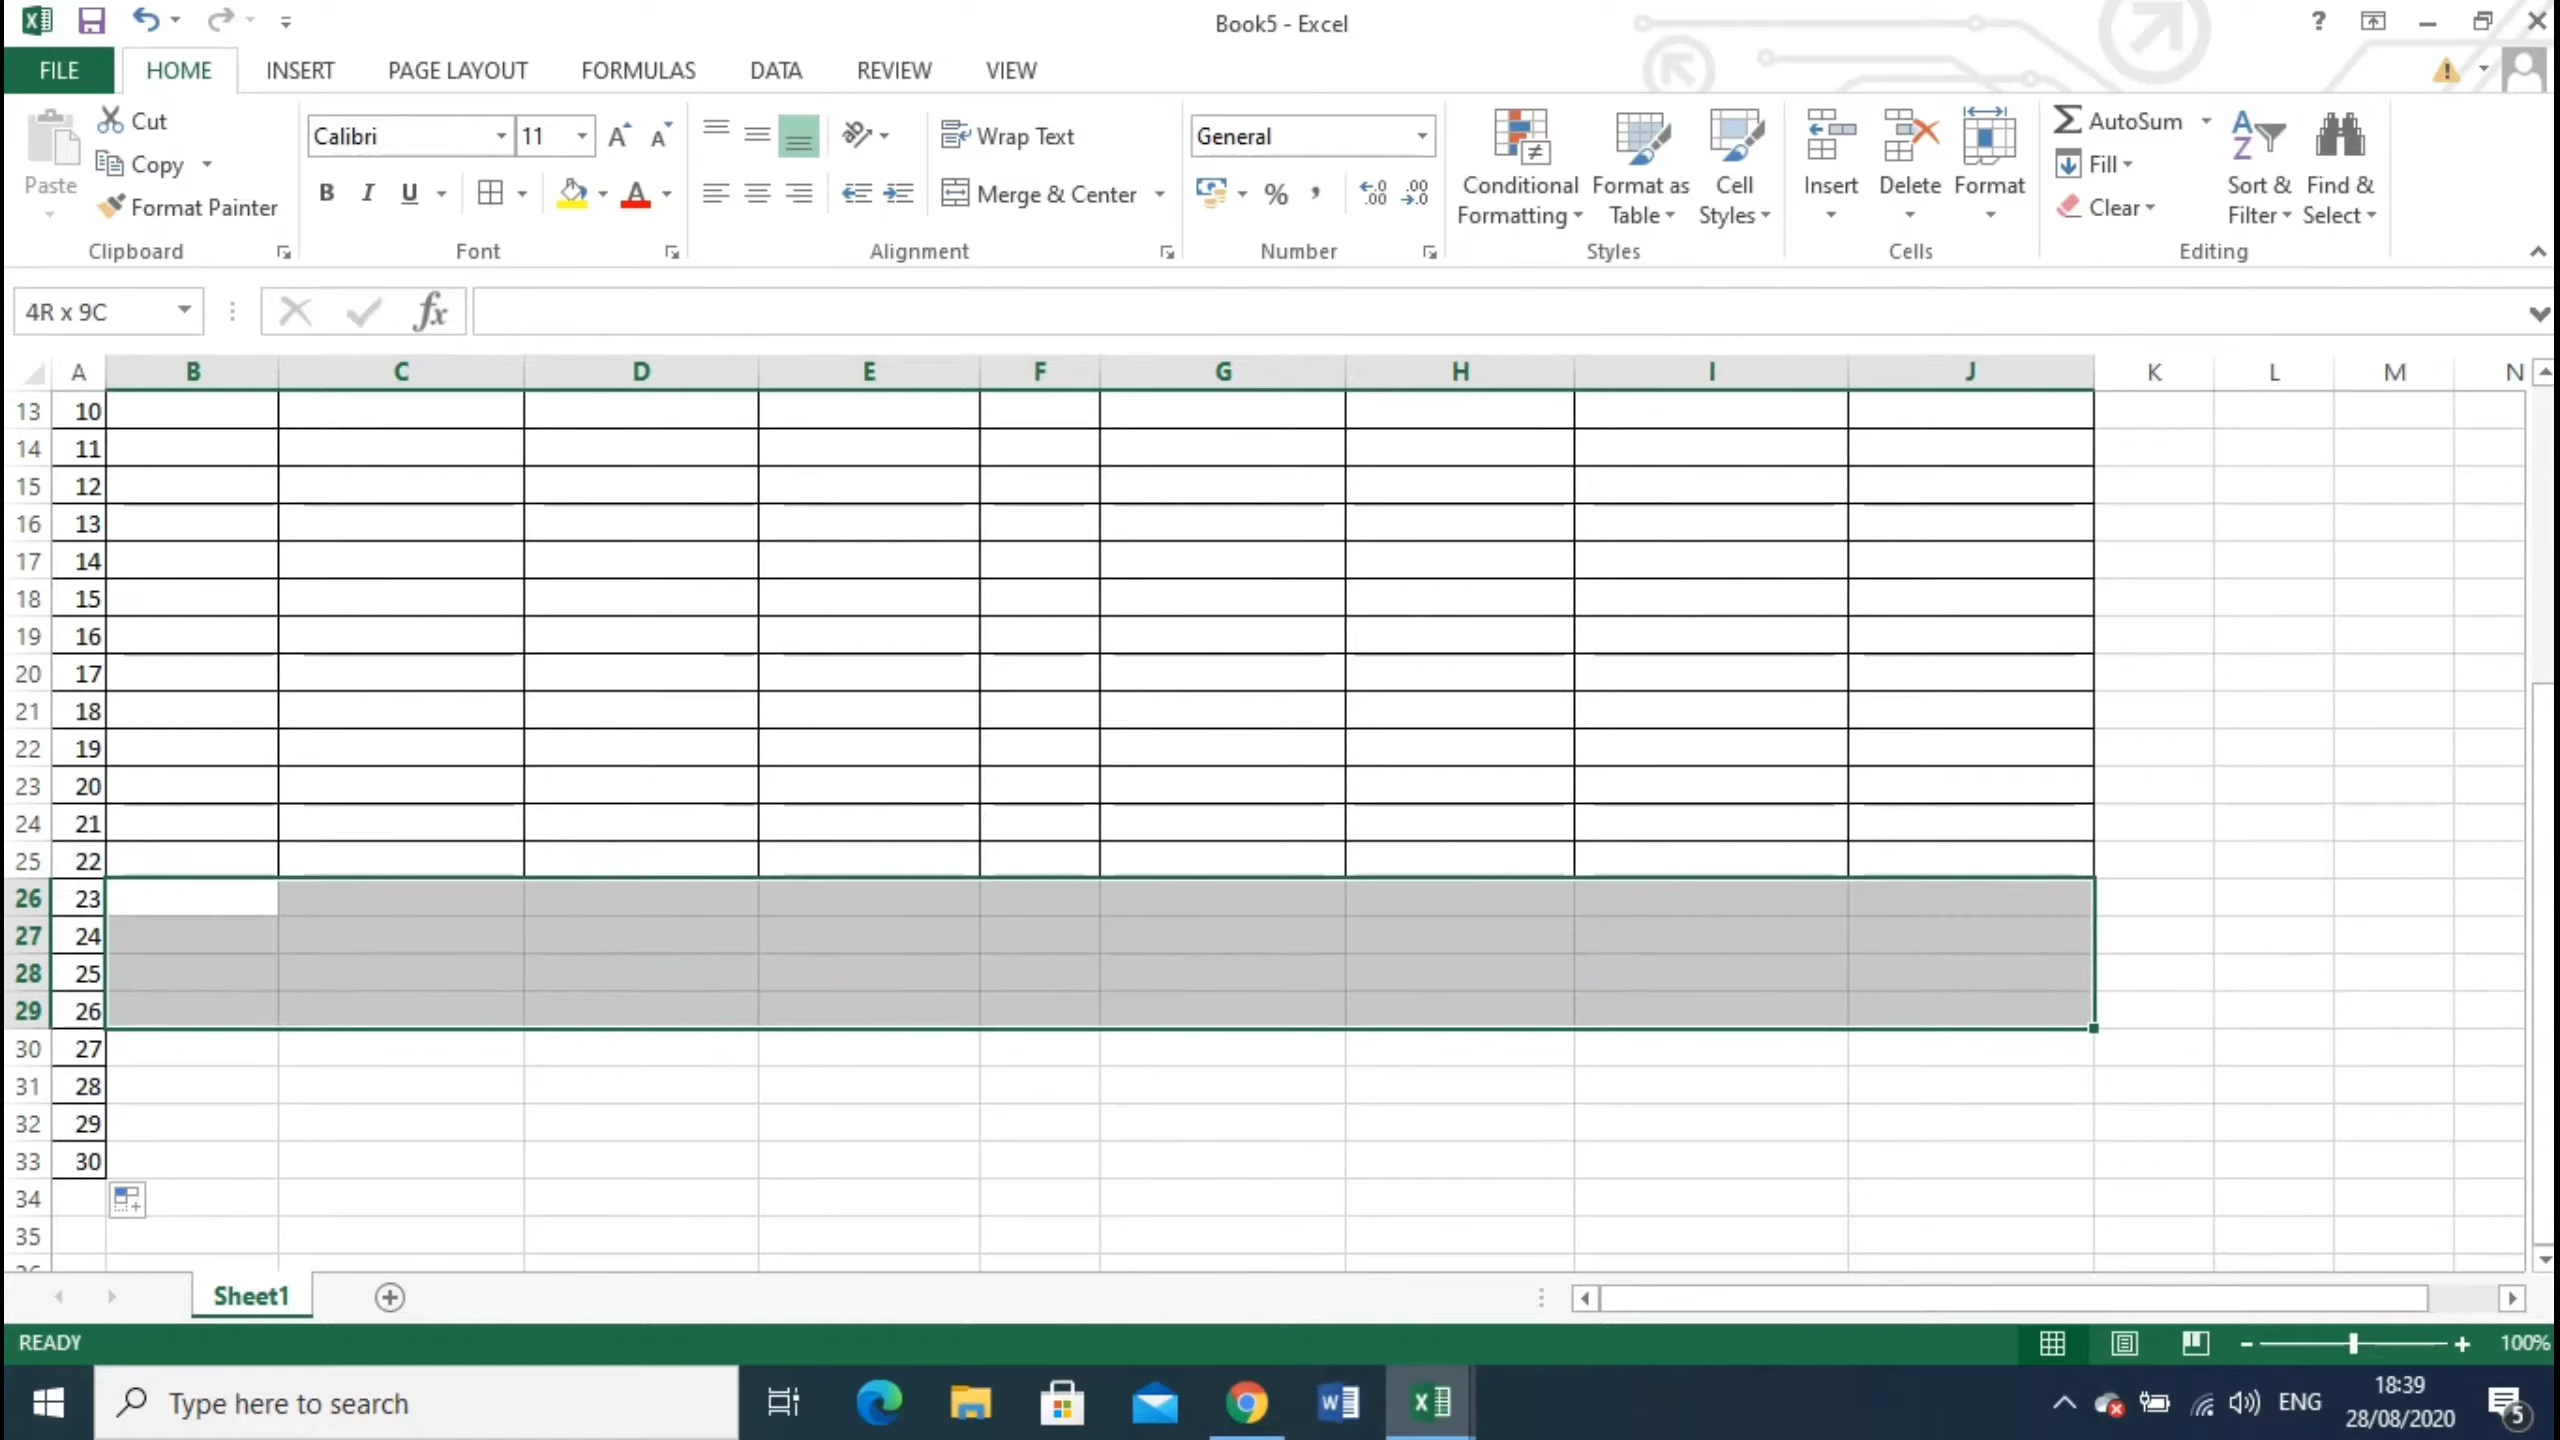 Book5 - Excel
?
FILE HOME INSERT PAGE LAYOUT FORMULAS DATA REVIEW VIEW
Paste
Cut
Copy
Format Painter
Clipboard
Calibri 11
B I U A
Font
Wrap Text
Merge & Center
Alignment
General
% , .00 .00
Number
Conditional Formatting
Format as Table
Cell Styles
Styles
Insert Delete Format
Cells
AutoSum
Fill
Clear
Sort & Filter
Find & Select
Editing
4R x 9C fx
A B C D E F G H I J K L M N
13 10
14 11
15 12
16 13
17 14
18 15
19 16
20 17
21 18
22 19
23 20
24 21
25 22
26 23
27 24
28 25
29 26
30 27
31 28
32 29
33 30
34
35
Sheet1
READY 100%
Type here to search
ENG
18:39
28/08/2020
5